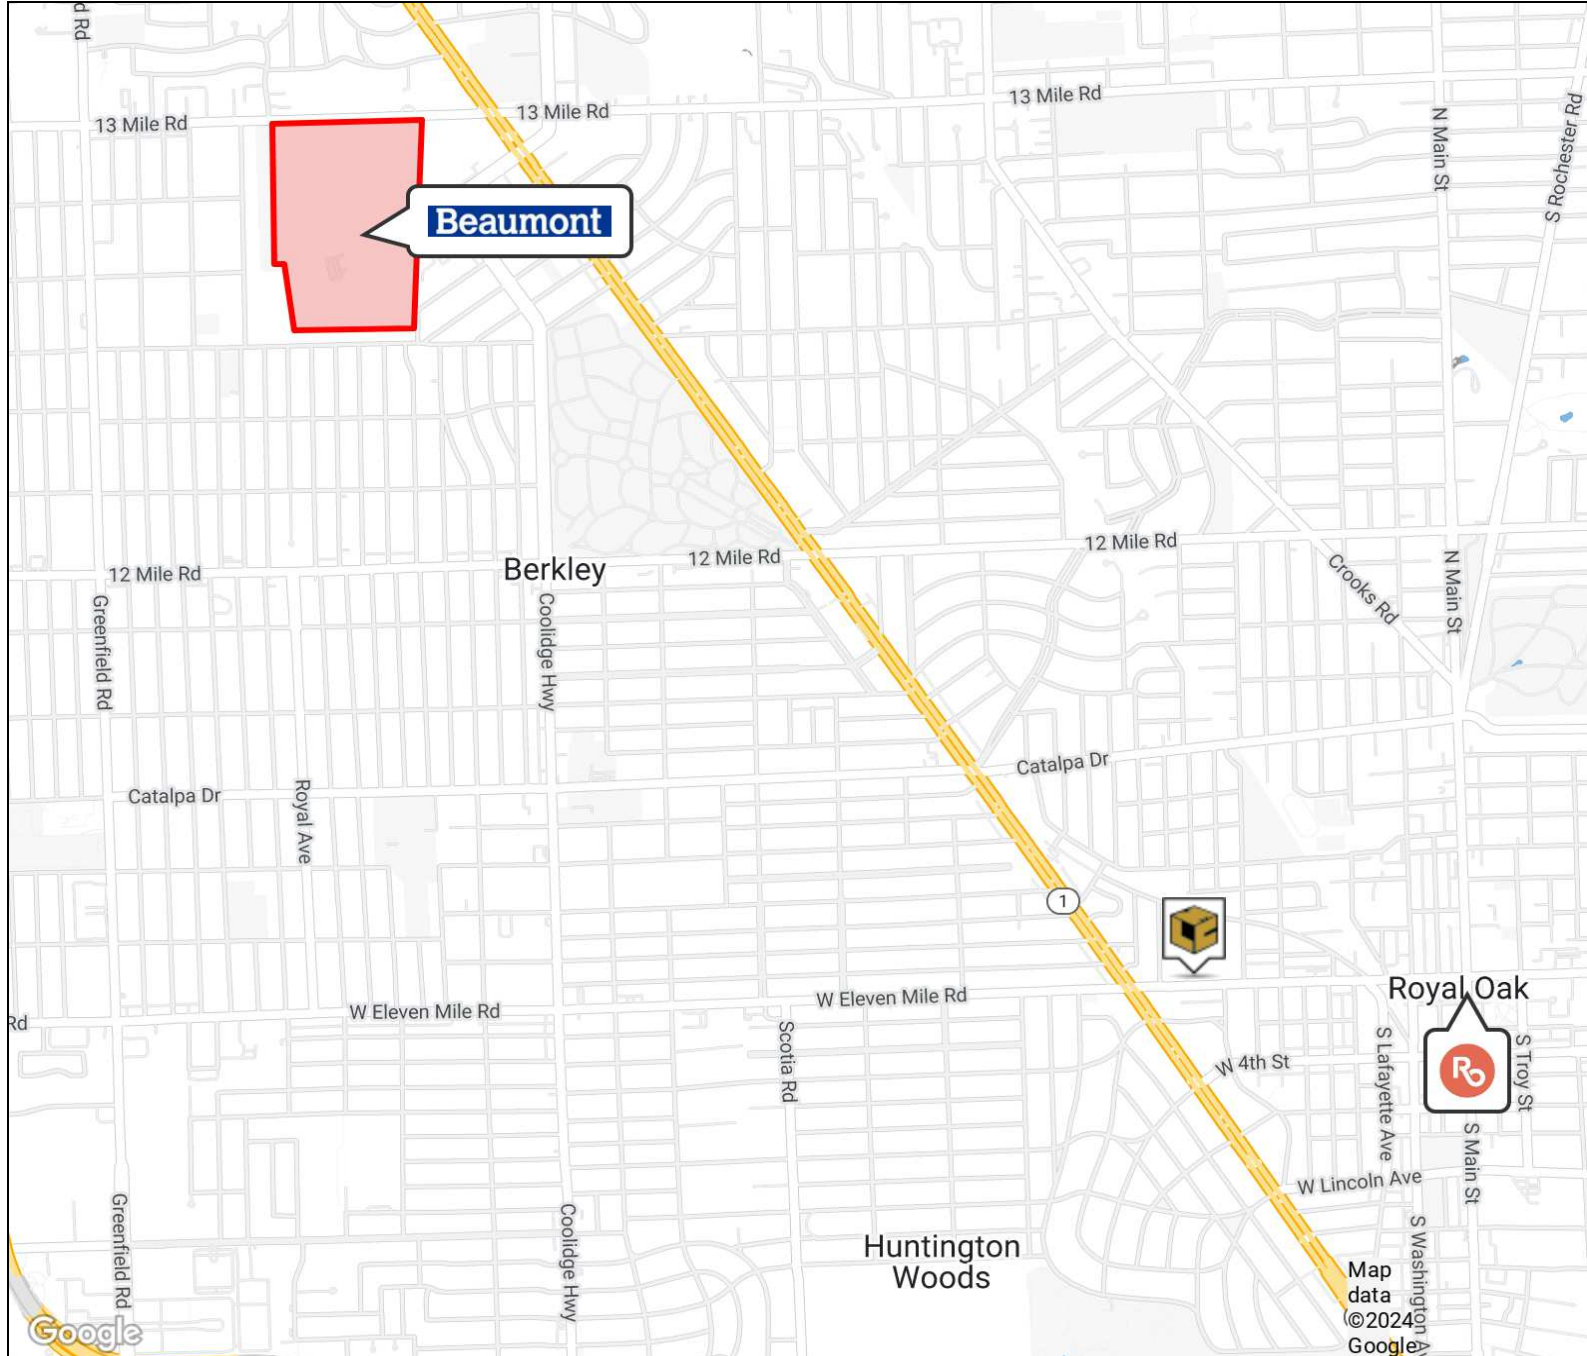 d Rd
13 Mile Rd
13 Mile Rd
13 Mile Rd
N Main St
S Rochester Rd
Beaumont
12 Mile Rd
Berkley
12 Mile Rd
12 Mile Rd
Crooks Rd
N Main St
Greenfield Rd
Coolidge Hwy
Catalpa Dr
Royal Ave
Catalpa Dr
1
Rd
W Eleven Mile Rd
W Eleven Mile Rd
Royal Oak
Scotia Rd
W 4th St
S Lafayette Ave
Ro
S Troy St
S Main St
W Lincoln Ave
Greenfield Rd
Coolidge Hwy
Huntington
Woods
S Washington Av
Map
data
©2024
Google
Google